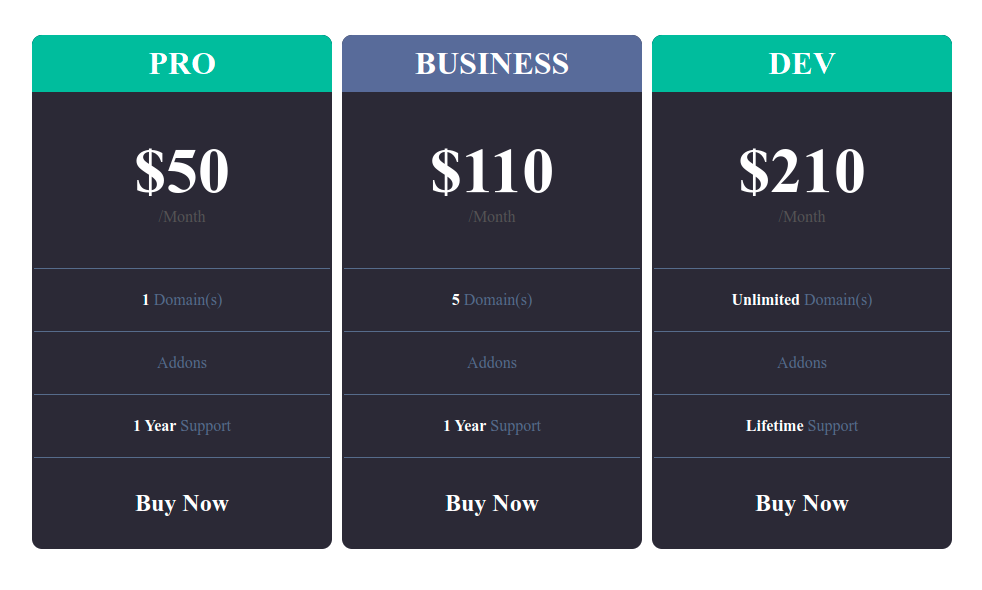 PRO
$50
/Month
1 Domain(s)
Addons
1 Year Support
Buy Now
BUSINESS
$110
/Month
5 Domain(s)
Addons
1 Year Support
Buy Now
DEV
$210
/Month
Unlimited Domain(s)
Addons
Lifetime Support
Buy Now